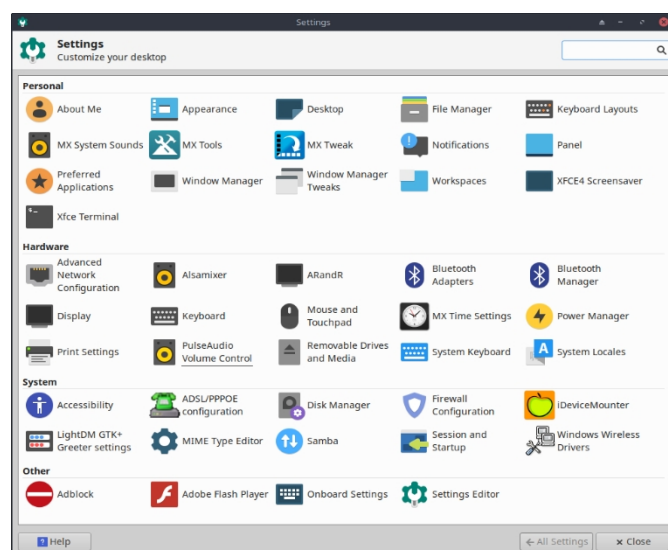 Settings
Settings
Customize your desktop
Personal
About Me
Appearance
Desktop
File Manager
Keyboard Layouts
MX System Sounds
MX Tools
MX Tweak
Notifications
Panel
Preferred
Applications
Window Manager
Window Manager
Tweaks
Workspaces
XFCE4 Screensaver
Xfce Terminal
Hardware
Advanced
Network
Configuration
Alsamixer
ARandR
Bluetooth
Adapters
Bluetooth
Manager
Display
Keyboard
Mouse and
Touchpad
MX Time Settings
Power Manager
Print Settings
PulseAudio
Volume Control
Removable Drives
and Media
System Keyboard
A
System Locales
System
Accessibility
ADSL/PPPOE
configuration
Disk Manager
Firewall
Configuration
iDeviceMounter
LightDM GTK+
Greeter settings
MIME Type Editor
Samba
Session and
Startup
Windows Wireless
Drivers
Other
Adblock
Adobe Flash Player
Onboard Settings
Settings Editor
? Help
← All Settings
× Close